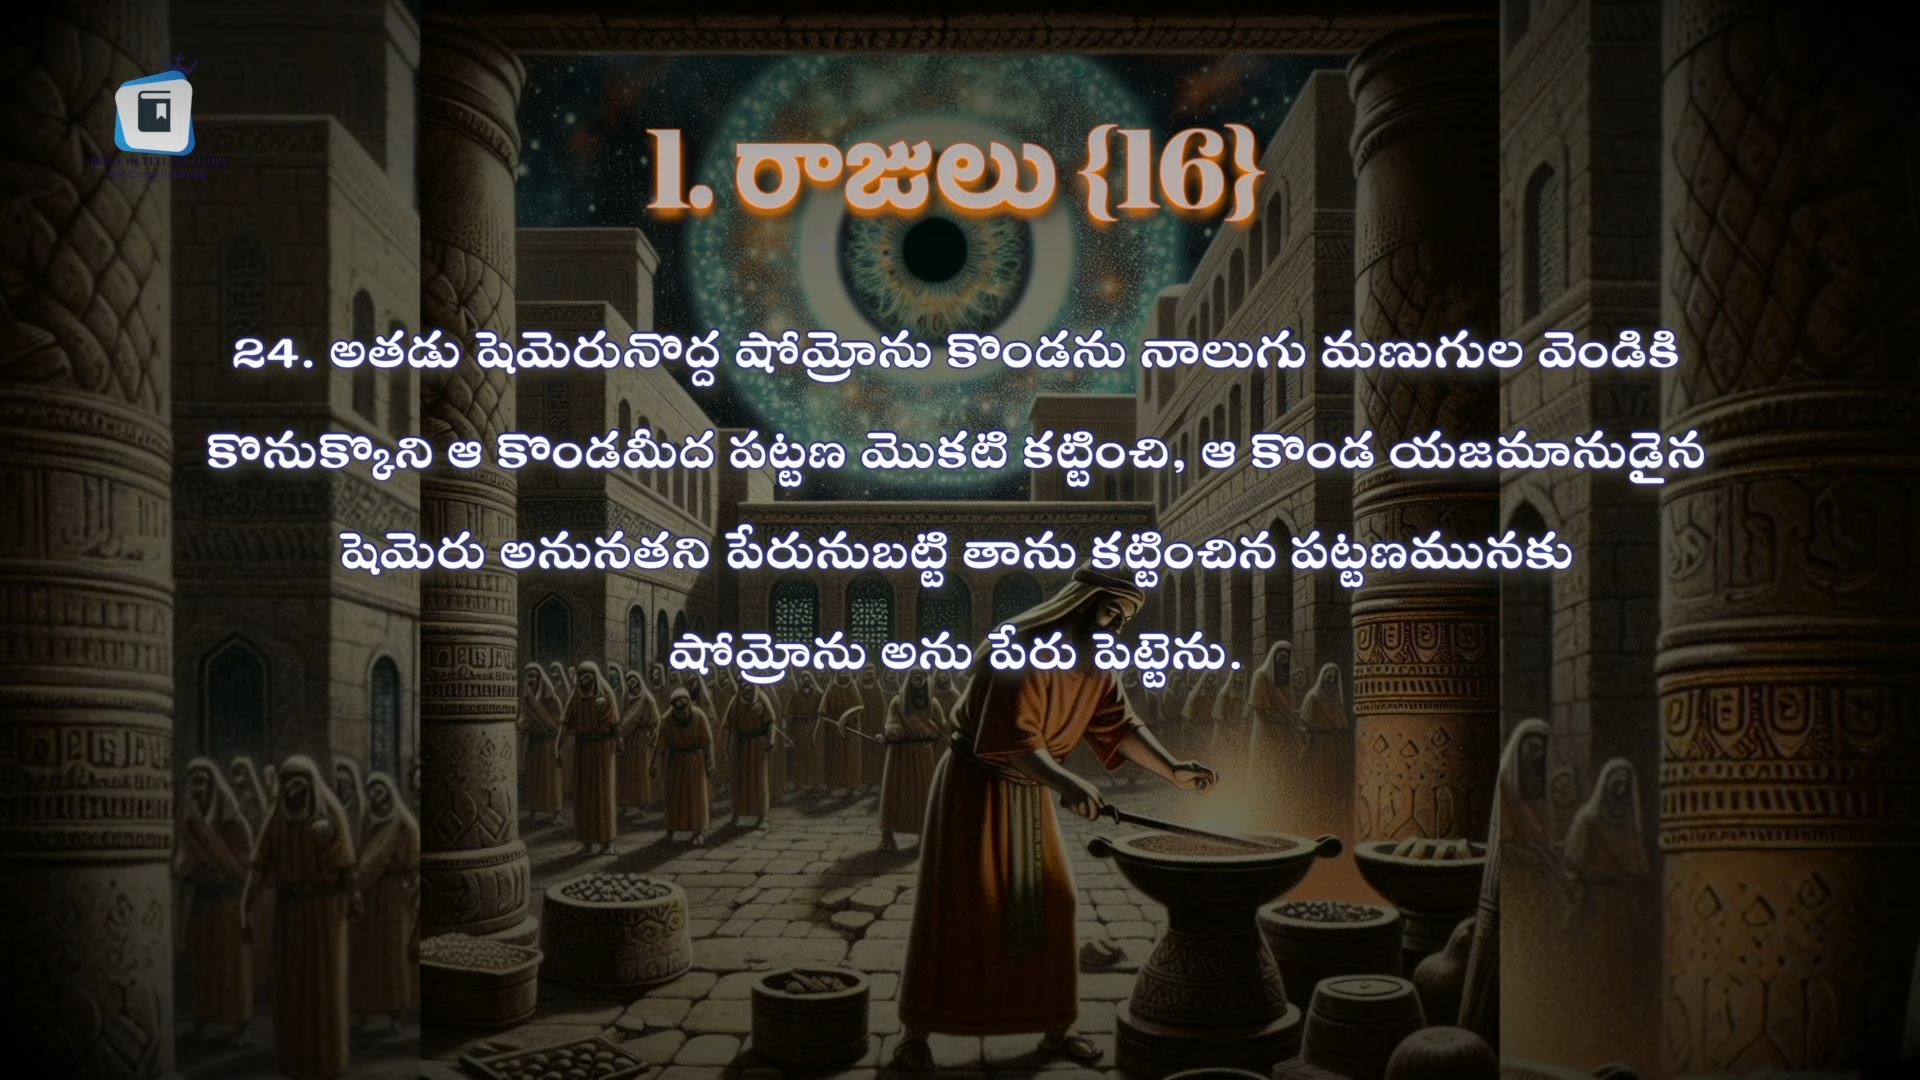 1. రాజులు {16}
24. అతడు షెమెరునొద్ద షోమ్రోను కొండను నాలుగు మణుగుల వెండికి
కొనుక్కొని ఆ కొండమీద పట్టణ మొకటి కట్టించి, ఆ కొండ యజమానుడైన
షెమెరు అనునతని పేరునుబట్టి తాను కట్టించిన పట్టణమునకు
షోమ్రోను అను పేరు పెట్టెను.